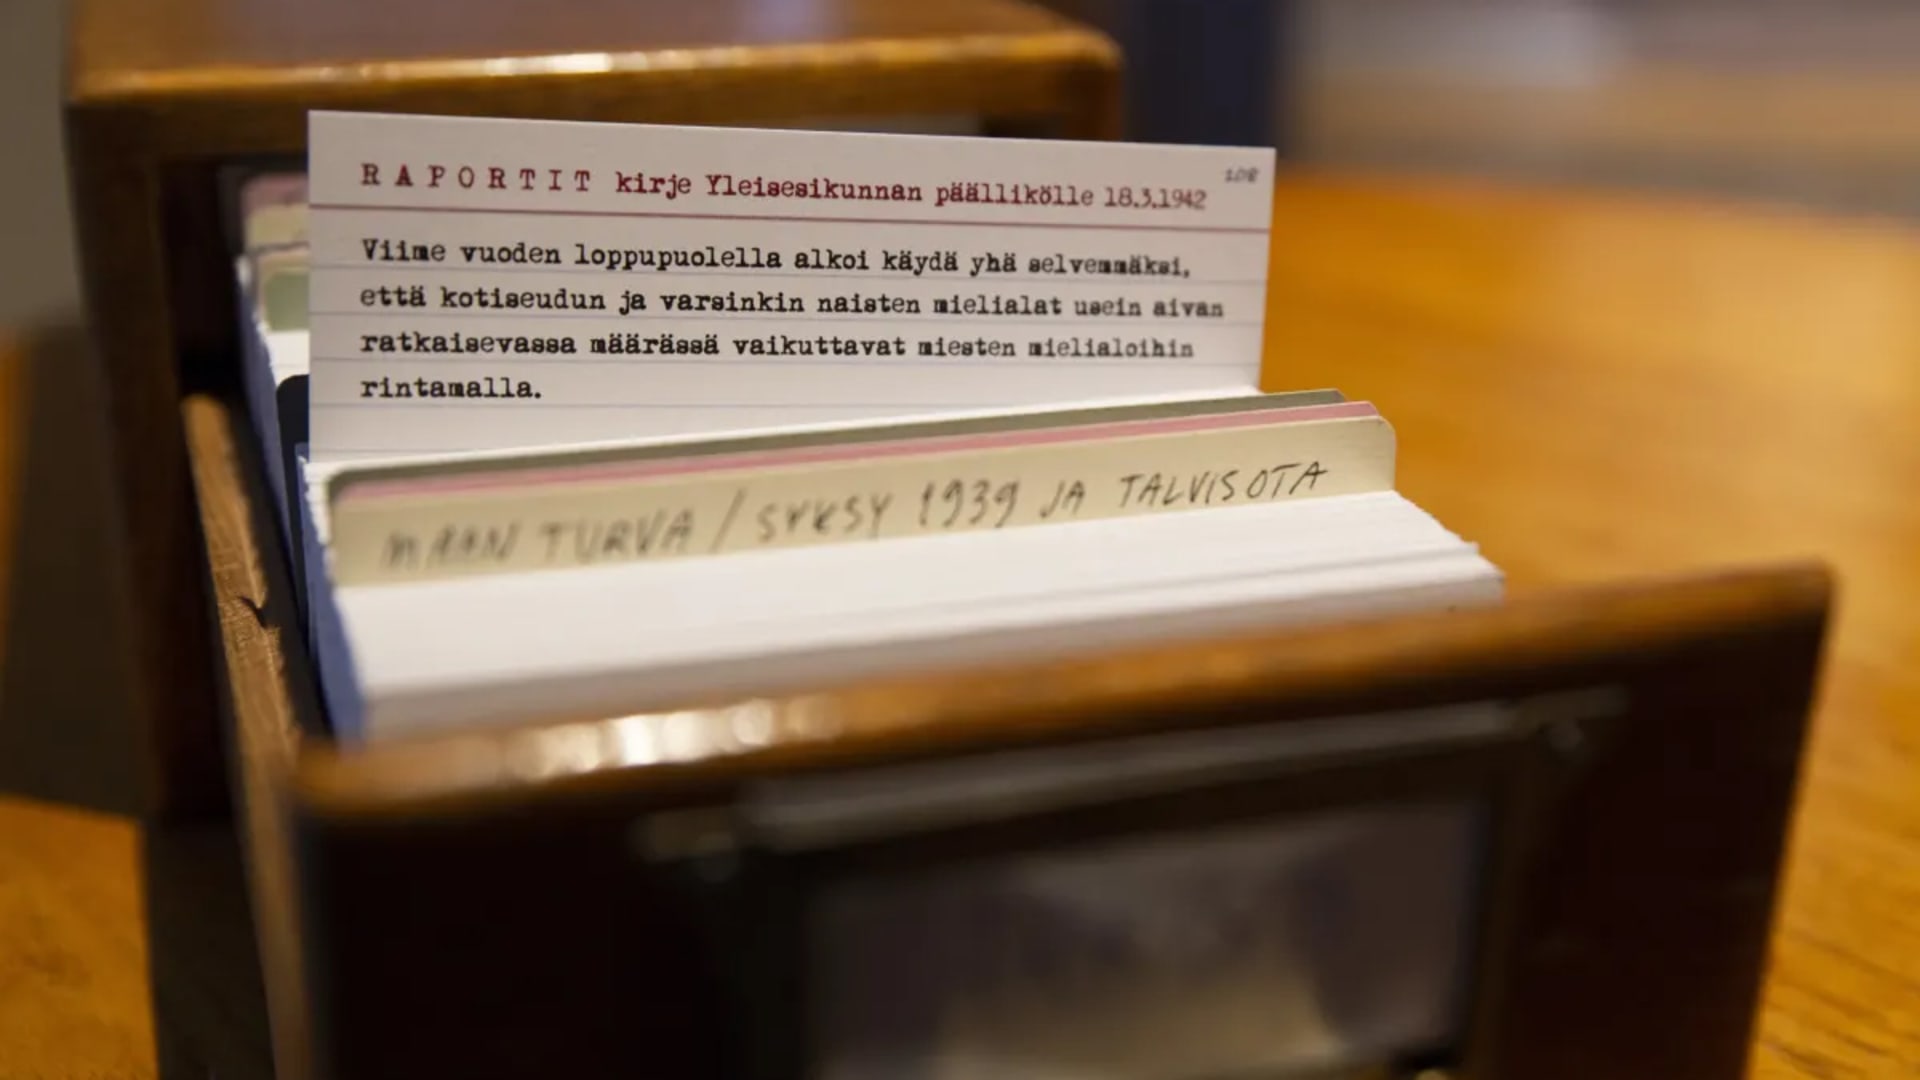 RAPORTIT kirje Yleisesikunnan päällikölle 18.3.1942
108
Viime vuoden loppupuolella alkoi käydä yhä selvemmäksi,
että kotiseudun ja varsinkin naisten mielialat usein aivan
ratkaisevassa määrässä vaikuttavat miesten mielialoihin
rintamalla.
MAAN TURVA / SYKSY 1939 JA TALVISOTA